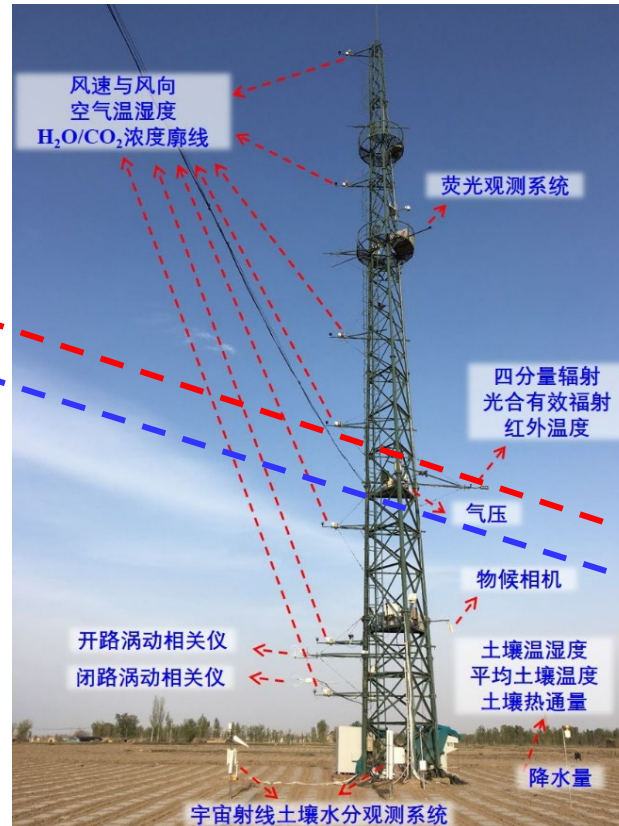 风速与风向
空气温湿度
H₂O/CO₂浓度廓线
荧光观测系统
四分量辐射
光合有效辐射
红外温度
气压
物候相机
开路涡动相关仪
闭路涡动相关仪
土壤温湿度
平均土壤温度
土壤热通量
降水量
宇宙射线土壤水分观测系统